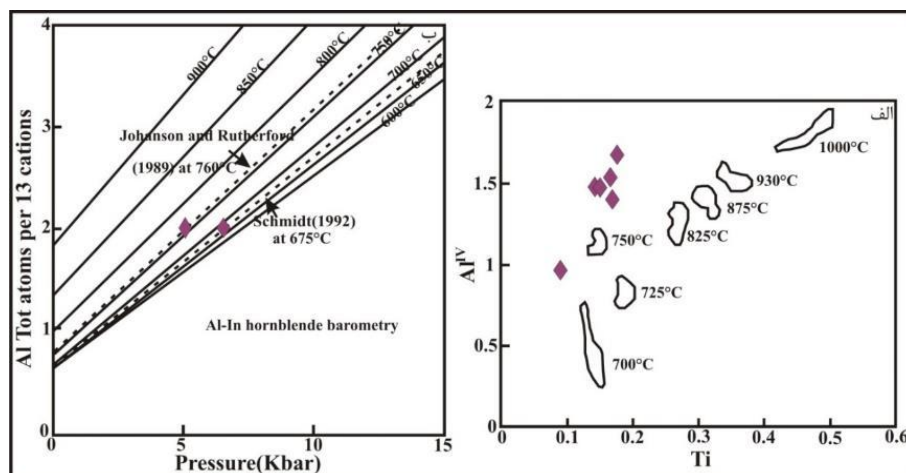 4
3
2
1
0
Al Tot atoms per 13 cations
900°C
850°C
800°C
750°C
700°C
650°C
600°C
ب
Johanson and Rutherford
(1989) at 760°C
Schmidt(1992)
at 675°C
Al-In hornblende barometry
0
5
10
15
Pressure(Kbar)
2
1.5
1
0.5
0
Al^IV
الف
1000°C
930°C
875°C
825°C
750°C
725°C
700°C
0
0.1
0.2
0.3
0.4
0.5
0.6
Ti